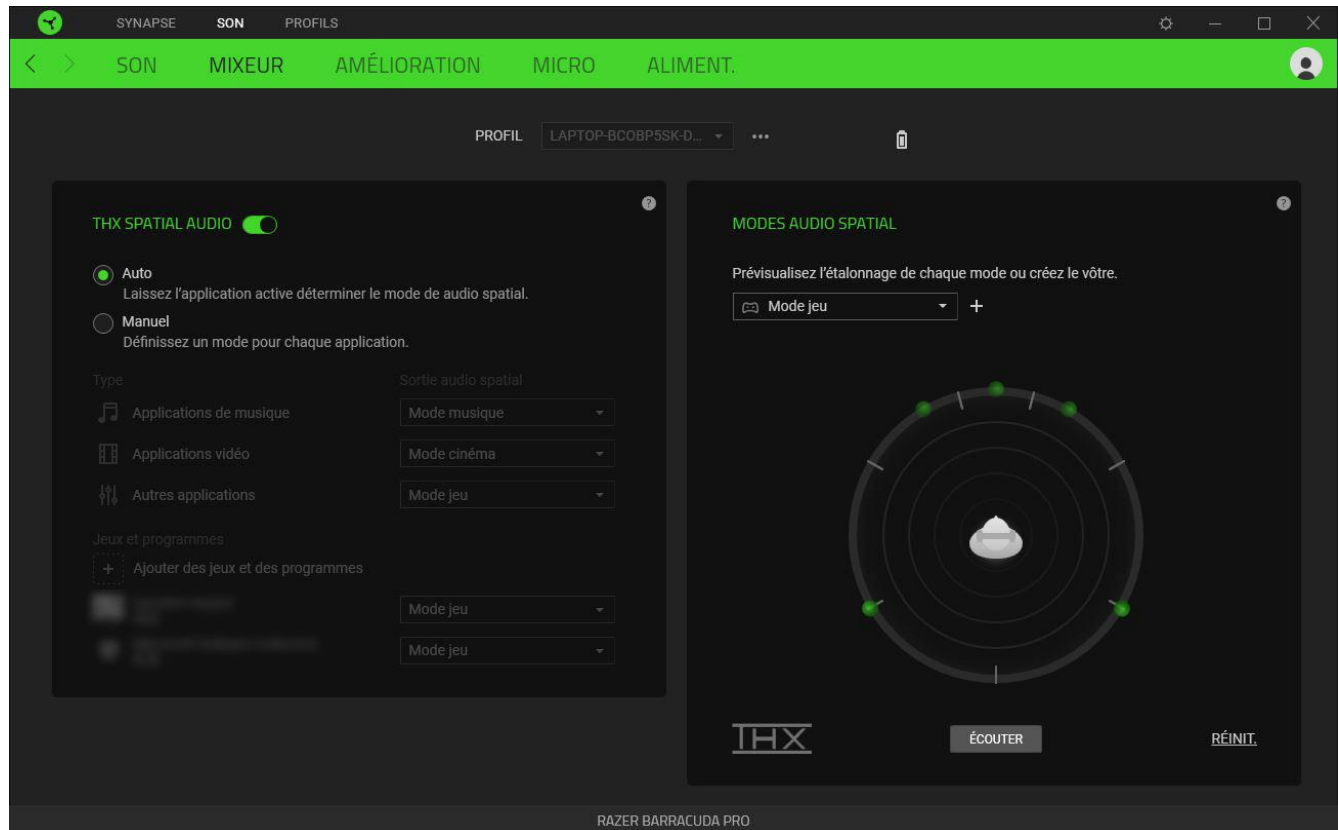 SYNAPSE SON PROFILS
SON MIXEUR AMÉLIORATION MICRO ALIMENT.
PROFIL LAPTOP-BCOBP5SK-D...
THX SPATIAL AUDIO
Auto
Laissez l'application active déterminer le mode de audio spatial.
Manuel
Définissez un mode pour chaque application.
Type Sortie audio spatial
Applications de musique Mode musique
Applications vidéo Mode cinéma
Autres applications Mode jeu
Jeux et programmes
+ Ajouter des jeux et des programmes
Mode jeu
Mode jeu
MODES AUDIO SPATIAL
Prévisualisez l'étalonnage de chaque mode ou créez le vôtre.
Mode jeu +
THX ÉCOUTER RÉINIT.
RAZER BARRACUDA PRO